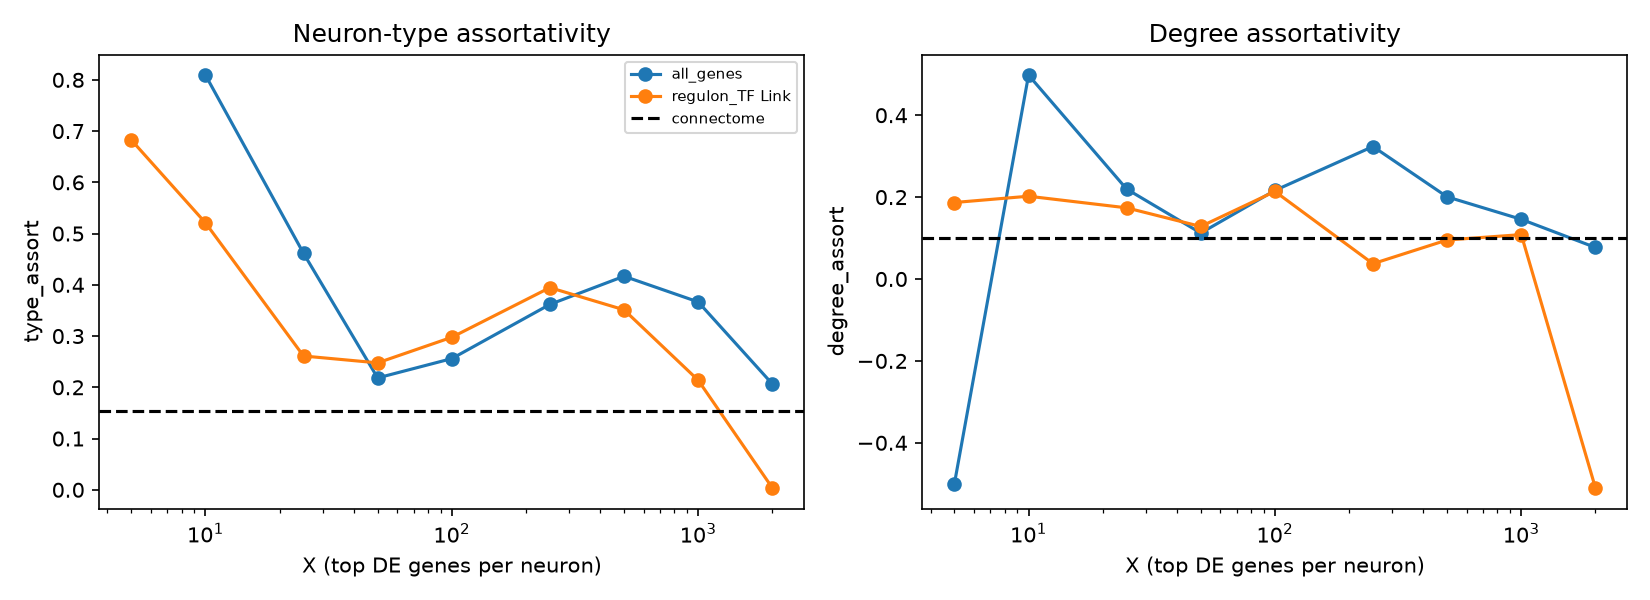 Neuron-type assortativity
type_assort
0.8
0.7
0.6
0.5
0.4
0.3
0.2
0.1
0.0
all_genes
regulon_TF Link
connectome
10¹
10²
10³
X (top DE genes per neuron)
Degree assortativity
degree_assort
0.4
0.2
0.0
−0.2
−0.4
10¹
10²
10³
X (top DE genes per neuron)